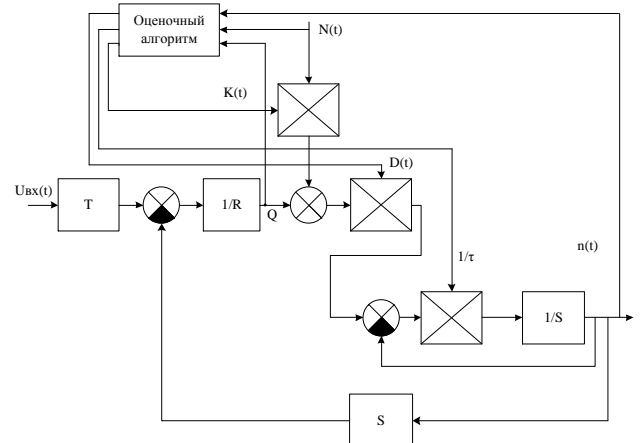 Оценочный
алгоритм
N(t)
K(t)
D(t)
Uвх(t)
T
1/R
Q
n(t)
1/τ
1/S
S